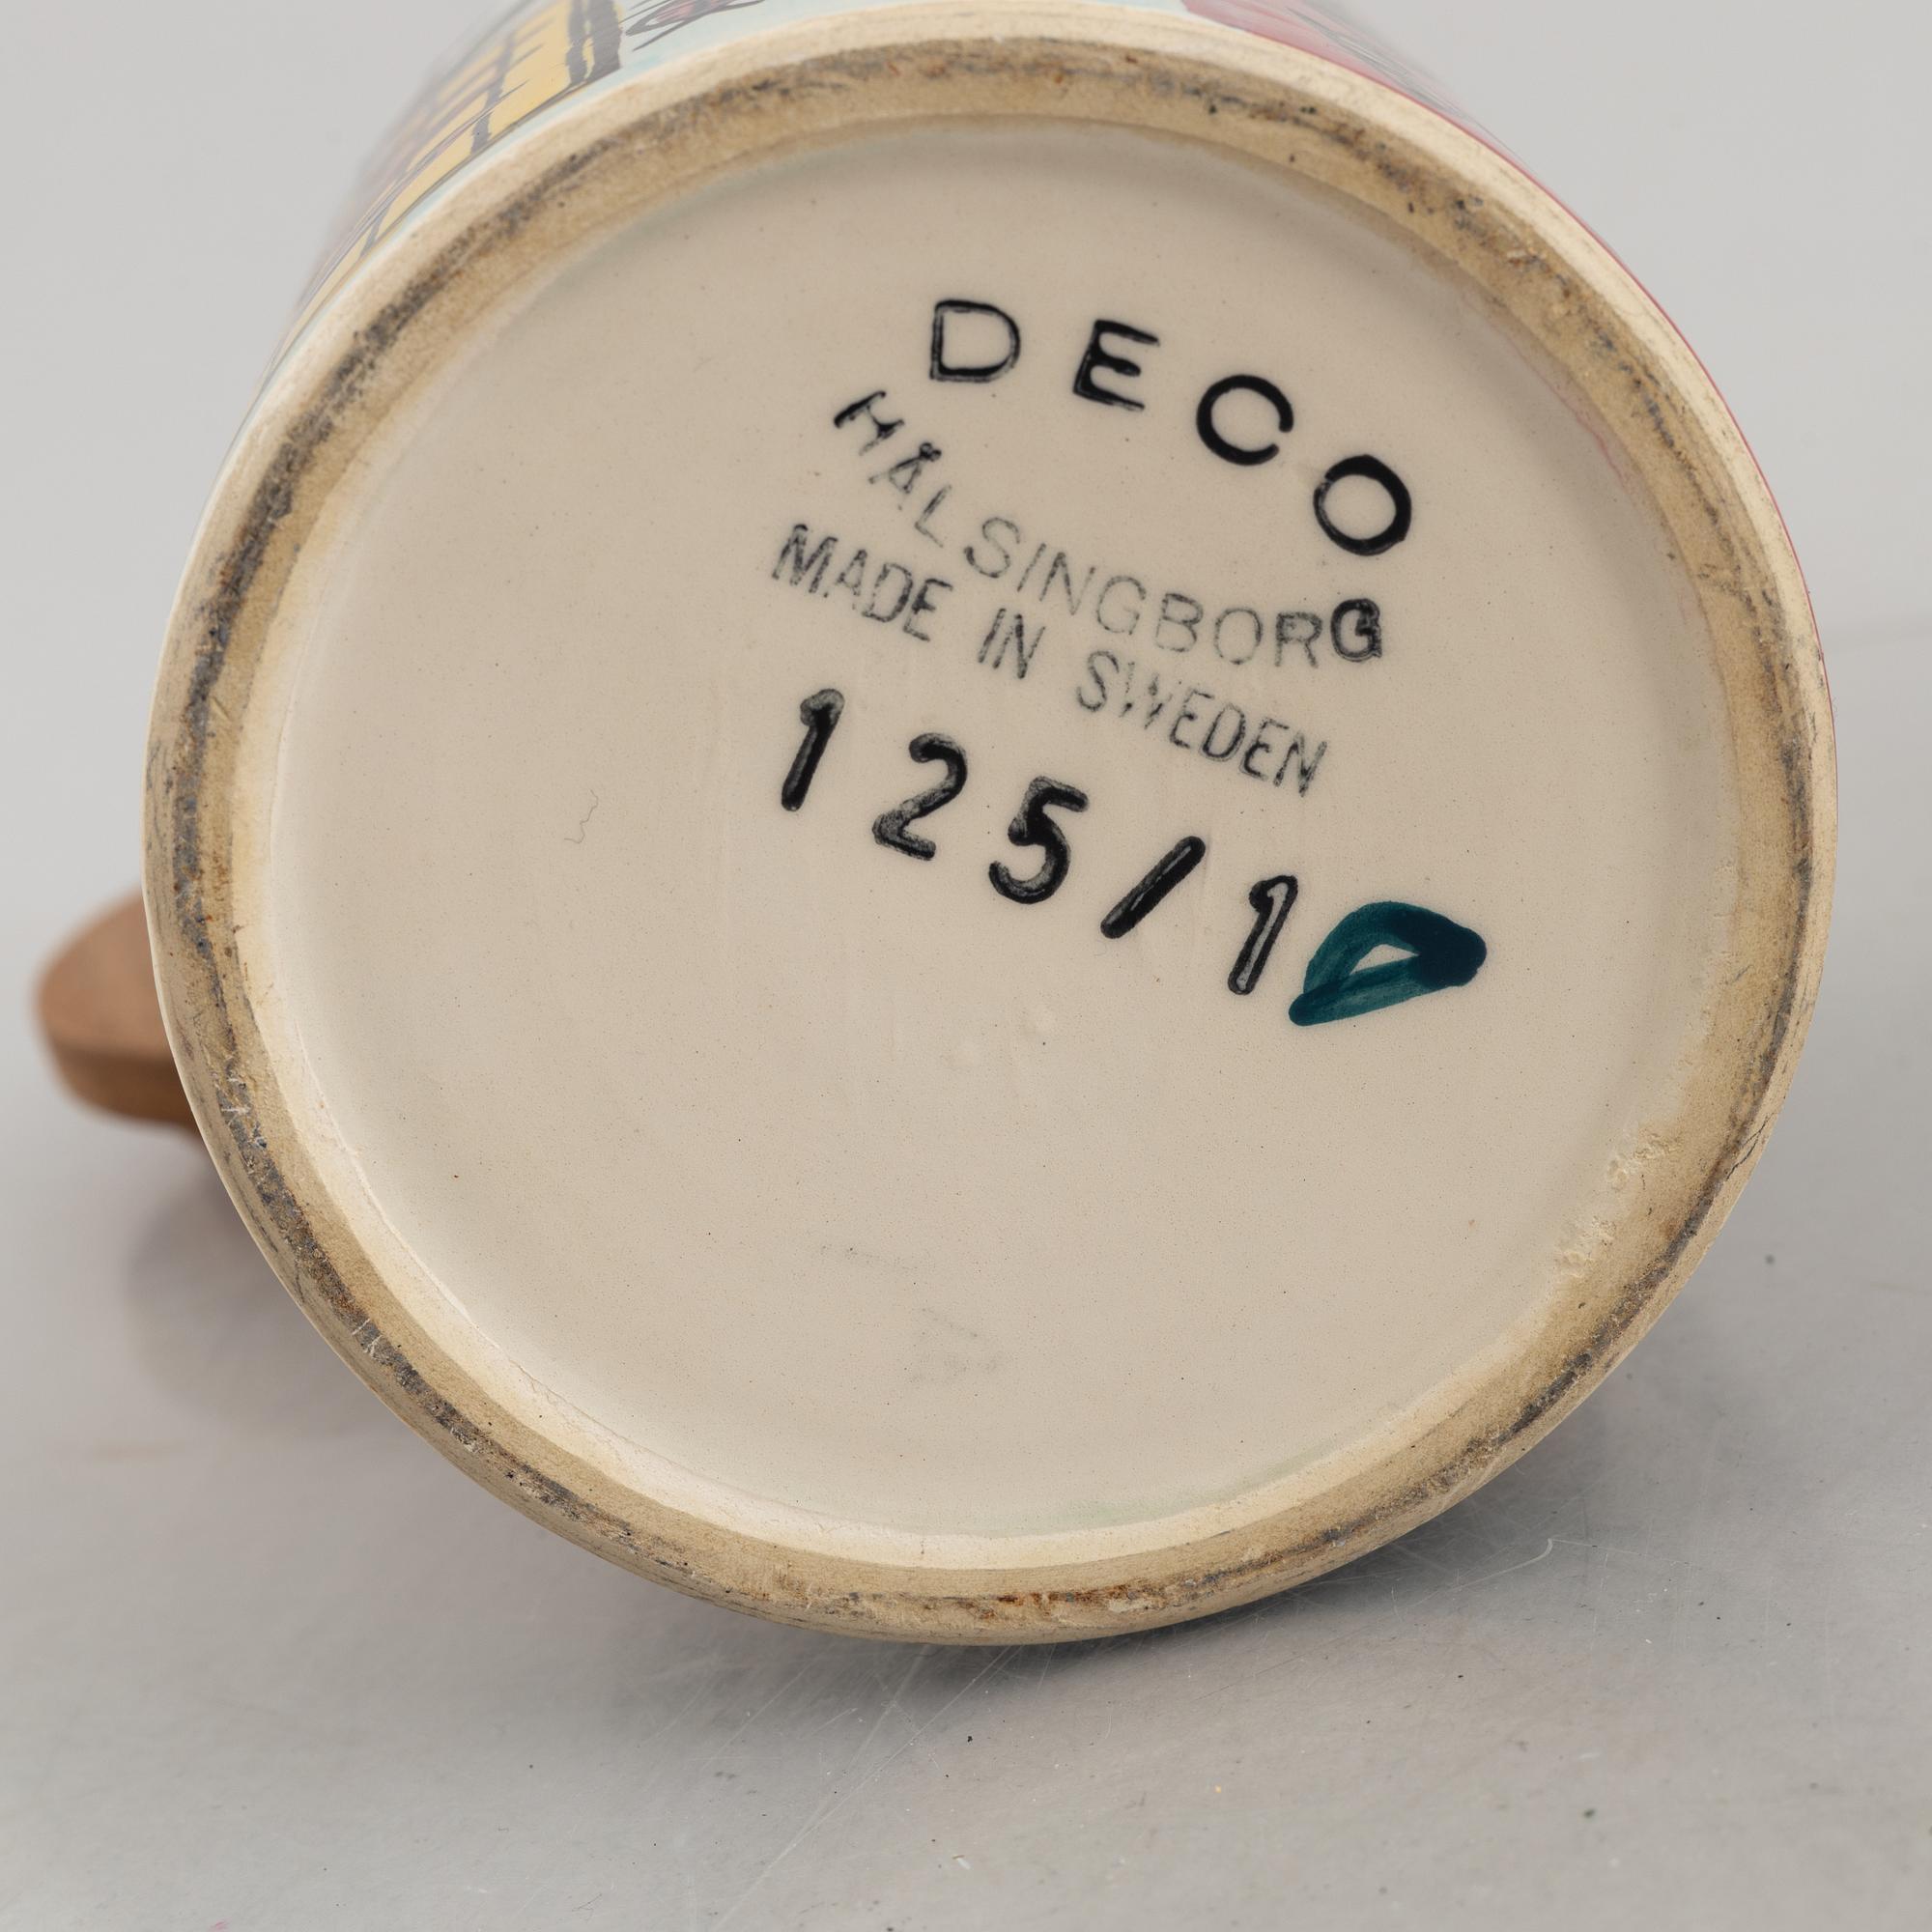 DECO
HÄLSINGBORG
MADE IN SWEDEN
125/1